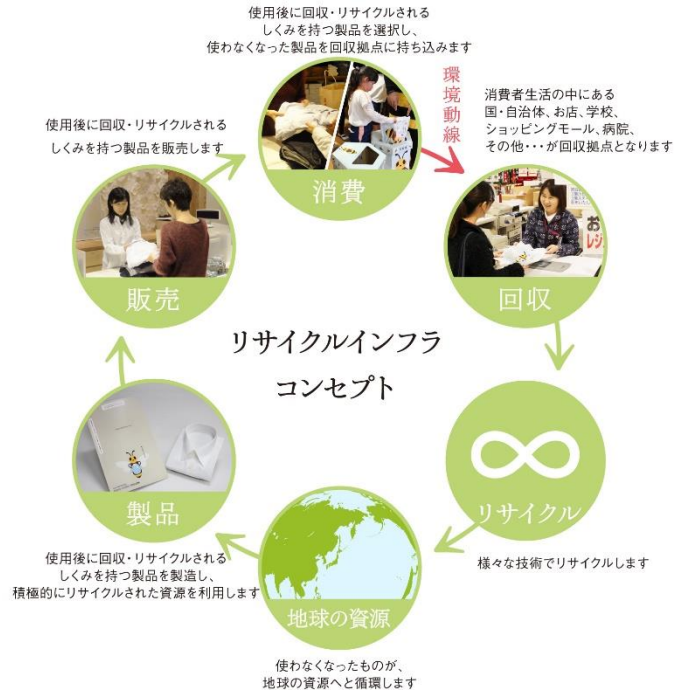 使用後に回収・リサイクルされる
しくみを持つ製品を選択し、
使わなくなった製品を回収拠点に持ち込みます
消費
環境動線
消費者生活の中にある
国・自治体、お店、学校、
ショッピングモール、病院、
その他・・・が回収拠点となります
回収
リサイクル
様々な技術でリサイクルします
地球の資源
使わなくなったものが、
地球の資源へと循環します
製品
使用後に回収・リサイクルされる
しくみを持つ製品を製造し、
積極的にリサイクルされた資源を利用します
使用後に回収・リサイクルされる
しくみを持つ製品を販売します
販売
リサイクルインフラ
コンセプト